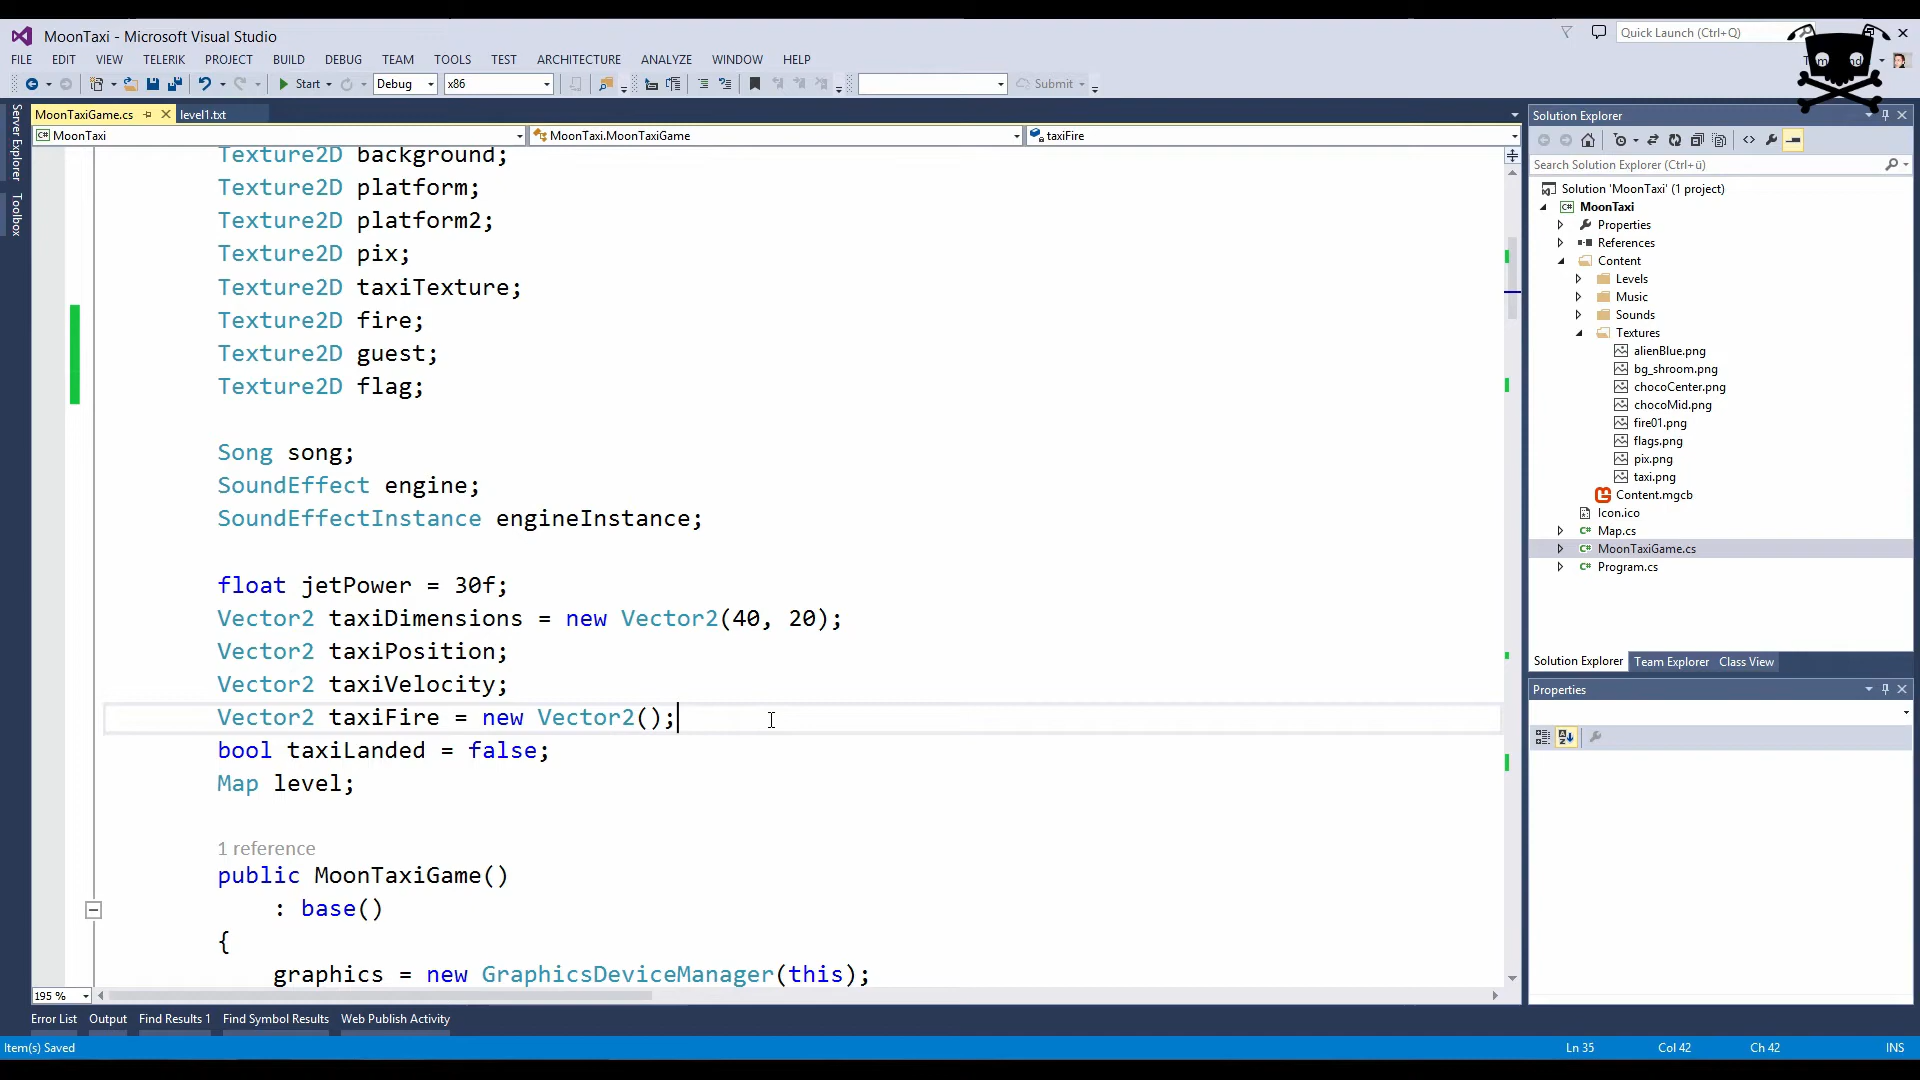 MoonTaxi - Microsoft Visual Studio
Quick Launch (Ctrl+Q)
FILE EDIT VIEW TELERIK PROJECT BUILD DEBUG TEAM TOOLS TEST ARCHITECTURE ANALYZE WINDOW HELP
Start Debug x86 Submit
MoonTaxiGame.cs level1.txt
MoonTaxi MoonTaxi.MoonTaxiGame taxiFire
Server Explorer
Toolbox
Texture2D background;
Texture2D platform;
Texture2D platform2;
Texture2D pix;
Texture2D taxiTexture;
Texture2D fire;
Texture2D guest;
Texture2D flag;
Song song;
SoundEffect engine;
SoundEffectInstance engineInstance;
float jetPower = 30f;
Vector2 taxiDimensions = new Vector2(40, 20);
Vector2 taxiPosition;
Vector2 taxiVelocity;
Vector2 taxiFire = new Vector2();
bool taxiLanded = false;
Map level;
1 reference
public MoonTaxiGame()
: base()
{
graphics = new GraphicsDeviceManager(this);
195 %
Solution Explorer
Search Solution Explorer (Ctrl+ü)
Solution 'MoonTaxi' (1 project)
MoonTaxi
Properties
References
Content
Levels
Music
Sounds
Textures
alienBlue.png
bg_shroom.png
chocoCenter.png
chocoMid.png
fire01.png
flags.png
pix.png
taxi.png
Content.mgcb
Icon.ico
Map.cs
MoonTaxiGame.cs
Program.cs
Solution Explorer Team Explorer Class View
Properties
Error List Output Find Results 1 Find Symbol Results Web Publish Activity
Item(s) Saved Ln 35 Col 42 Ch 42 INS